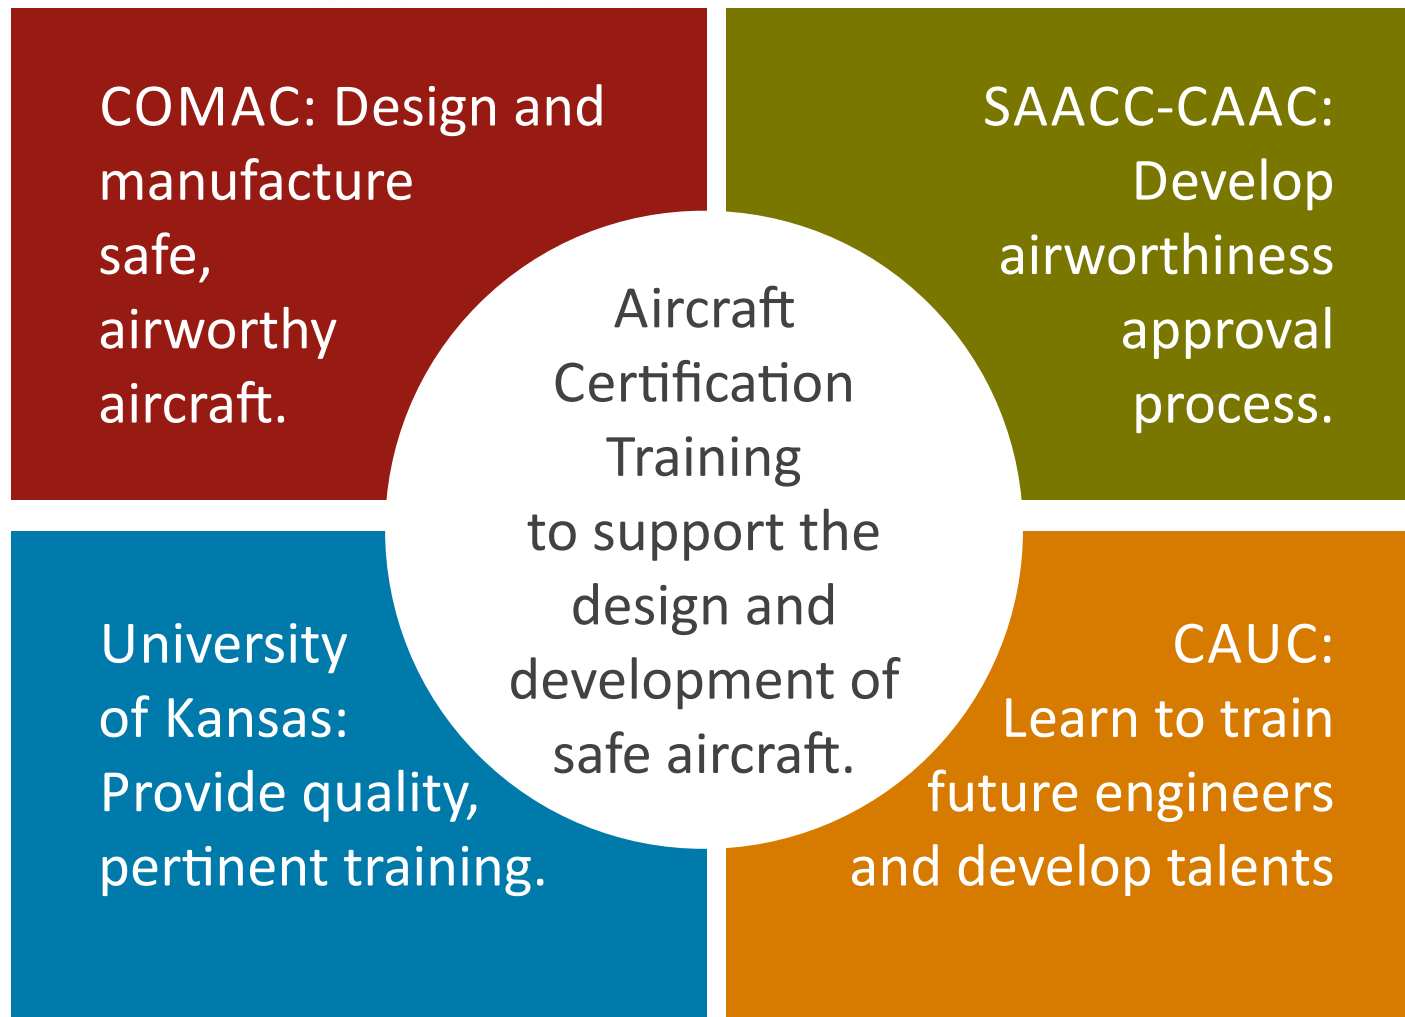 COMAC: Design and
manufacture
safe,
airworthy
aircraft.
SAACC-CAAC:
Develop
airworthiness
approval
process.
Aircraft
Certification
Training
to support the
design and
development of
safe aircraft.
University
of Kansas:
Provide quality,
pertinent training.
CAUC:
Learn to train
future engineers
and develop talents